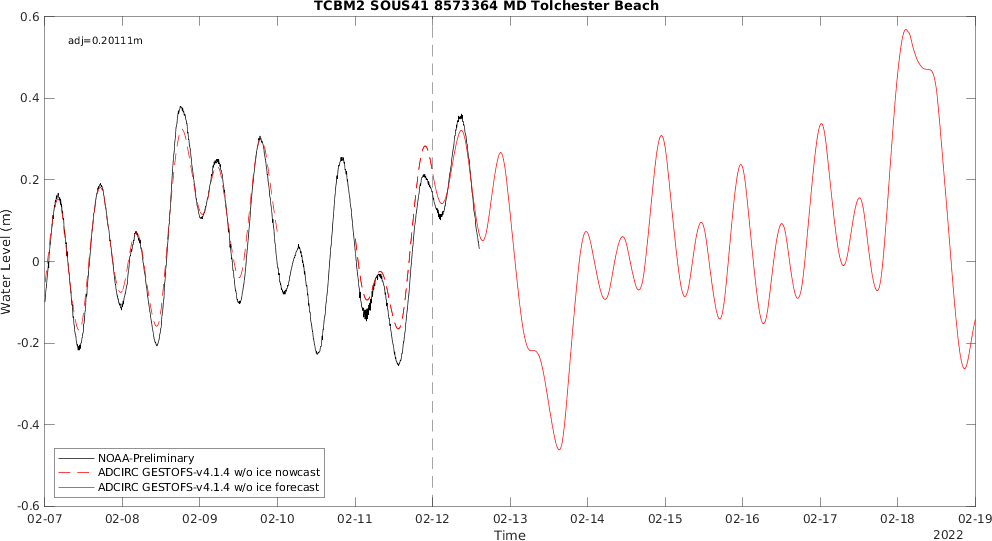 TCBM2 SOUS41 8573364 MD Tolchester Beach
adj=0.20111m
0.6
0.4
0.2
0
-0.2
-0.4
-0.6
Water Level (m)
NOAA-Preliminary
ADCIRC GESTOFS-v4.1.4 w/o ice nowcast
ADCIRC GESTOFS-v4.1.4 w/o ice forecast
02-07 02-08 02-09 02-10 02-11 02-12 02-13 02-14 02-15 02-16 02-17 02-18 02-19
Time
2022